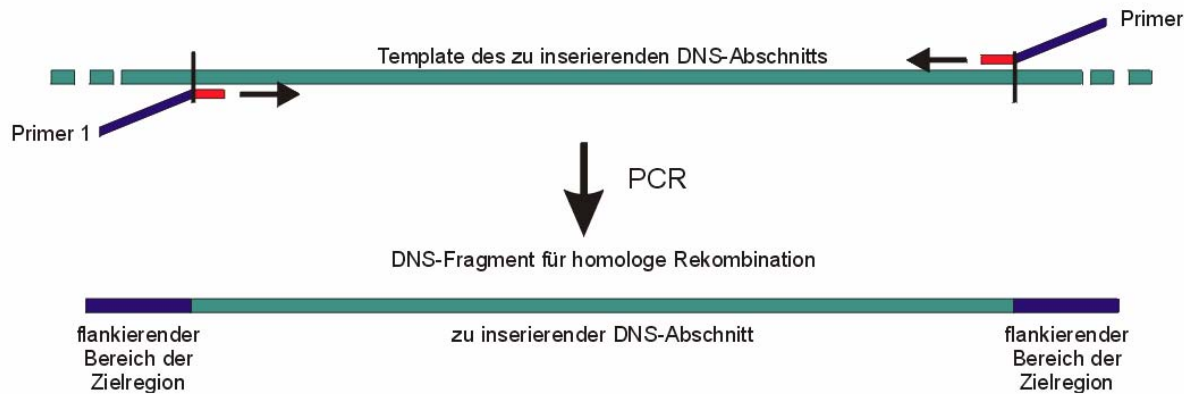 Primer
Template des zu inserierenden DNS-Abschnitts
Primer 1
PCR
DNS-Fragment für homologe Rekombination
flankierender
Bereich der
Zielregion
zu inserierender DNS-Abschnitt
flankierender
Bereich der
Zielregion